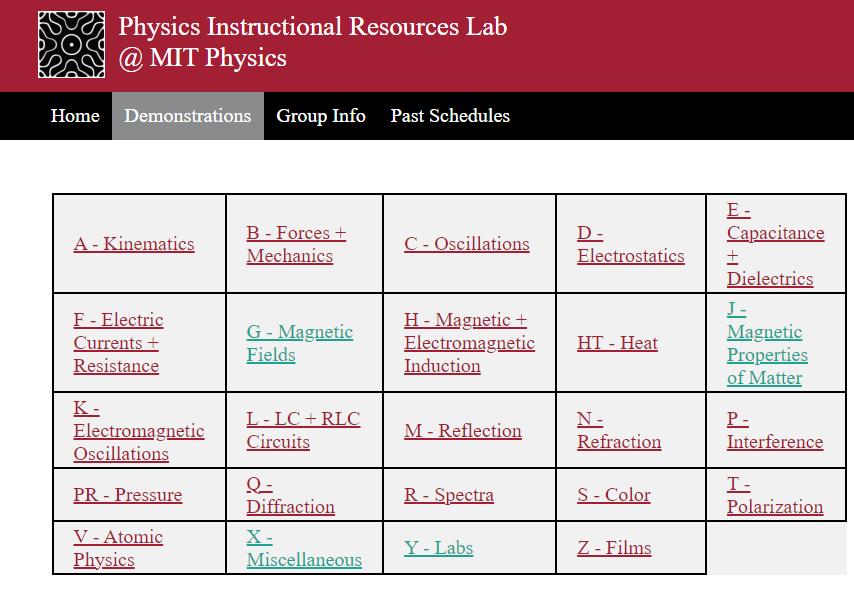 Physics Instructional Resources Lab
@ MIT Physics
Home Demonstrations Group Info Past Schedules
A - Kinematics
B - Forces +
Mechanics
C - Oscillations
D -
Electrostatics
E -
Capacitance
+
Dielectrics
F - Electric
Currents +
Resistance
G - Magnetic
Fields
H - Magnetic +
Electromagnetic
Induction
HT - Heat
J -
Magnetic
Properties
of Matter
K -
Electromagnetic
Oscillations
L - LC + RLC
Circuits
M - Reflection
N -
Refraction
P -
Interference
PR - Pressure
Q -
Diffraction
R - Spectra
S - Color
T -
Polarization
V - Atomic
Physics
X -
Miscellaneous
Y - Labs
Z - Films